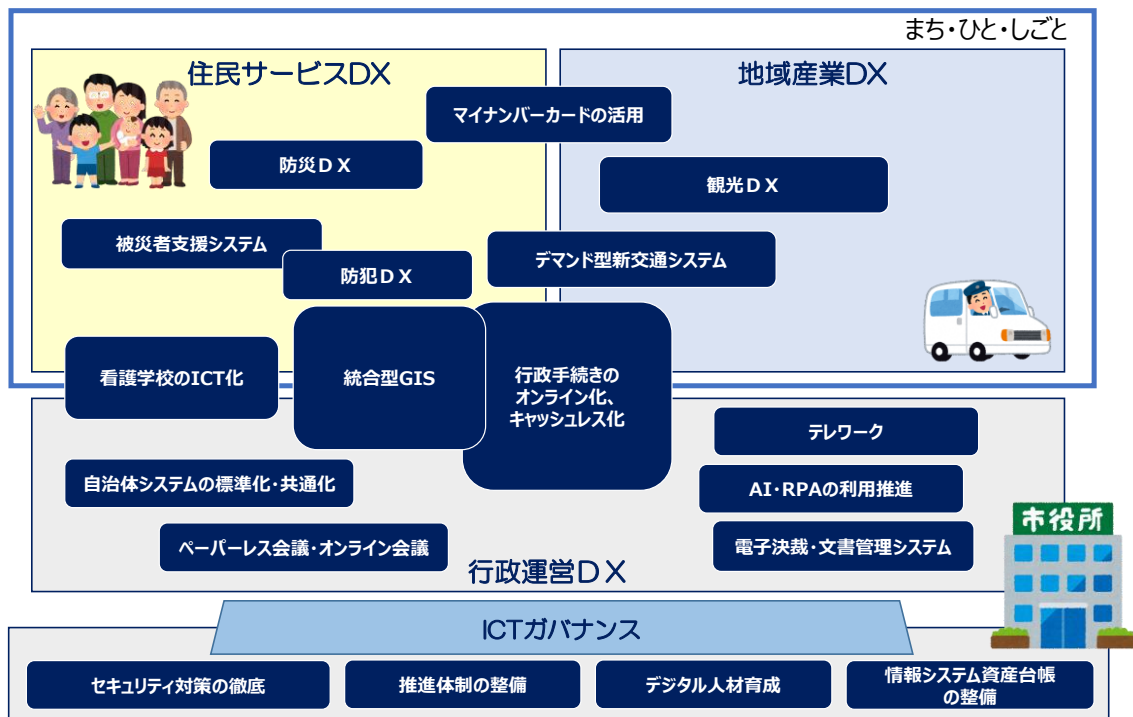 まち・ひと・しごと
住民サービスDX
地域産業DX
マイナンバーカードの活用
防災ＤＸ
観光ＤＸ
被災者支援システム
防犯ＤＸ
デマンド型新交通システム
看護学校のICT化
統合型GIS
行政手続きの
オンライン化、
キャッシュレス化
テレワーク
自治体システムの標準化・共通化
AI・RPAの利用推進
ペーパーレス会議・オンライン会議
電子決裁・文書管理システム
市役所
行政運営ＤＸ
ICTガバナンス
セキュリティ対策の徹底
推進体制の整備
デジタル人材育成
情報システム資産台帳
の整備